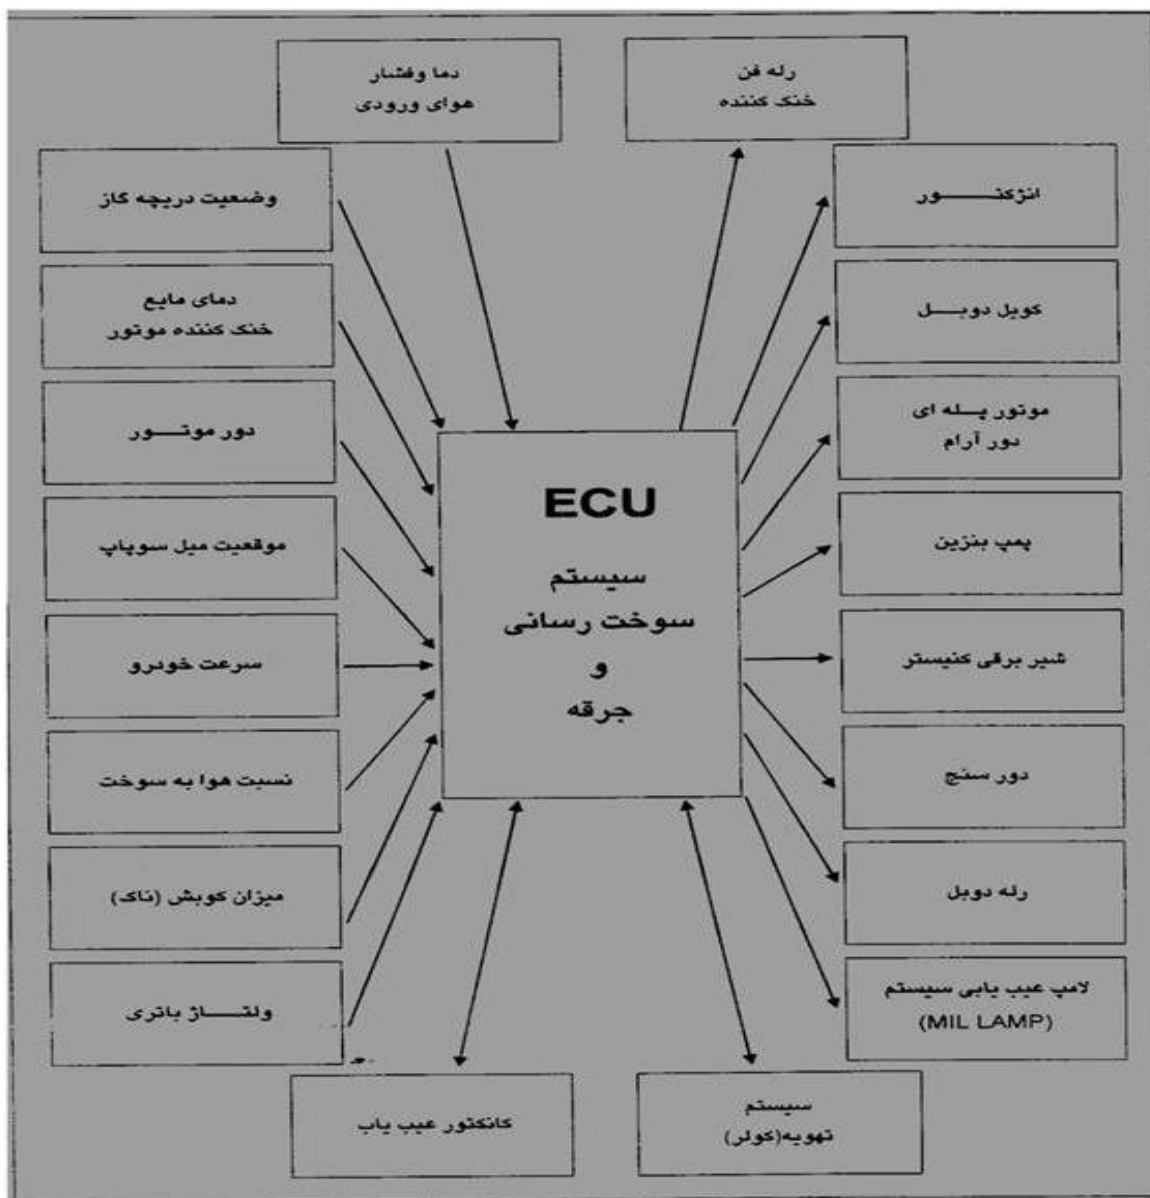 دما وفشار
هوای ورودی
رله فن
خنک کننده
وضعیت دریچه گاز
انژکتـــــور
دمای مایع
خنک کننده موتور
کویل دوبـــل
دور موتـــور
موتور پـله ای
دور آرام
موقعیت میل سوپاپ
پمپ بنزین
ECU
سیستم
سوخت رسانی
و
جرقه
سرعت خودرو
شیر برقی کنیستر
نسبت هوا به سوخت
دور سنج
میزان کوبش (ناک)
رله دوبل
ولتـــاژ باتری
لامپ عیب یابی سیستم
(MIL LAMP)
کانکتور عیب یاب
سیستم
تهویه(کولر)